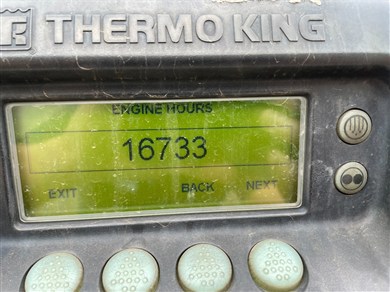 THERMO KING
ENGINE HOURS
16733
EXIT BACK NEXT